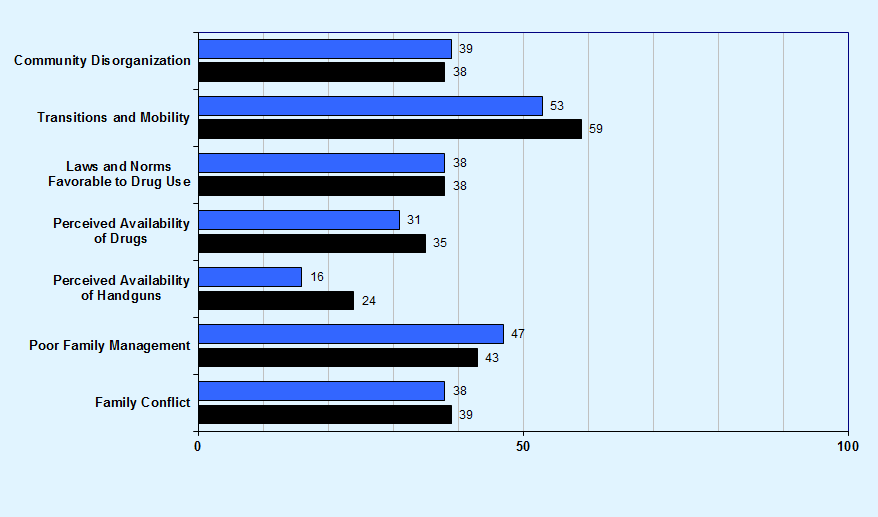 Community Disorganization
39
38
Transitions and Mobility
53
59
Laws and Norms
Favorable to Drug Use
38
38
Perceived Availability
of Drugs
31
35
Perceived Availability
of Handguns
16
24
Poor Family Management
47
43
Family Conflict
38
39
0
50
100